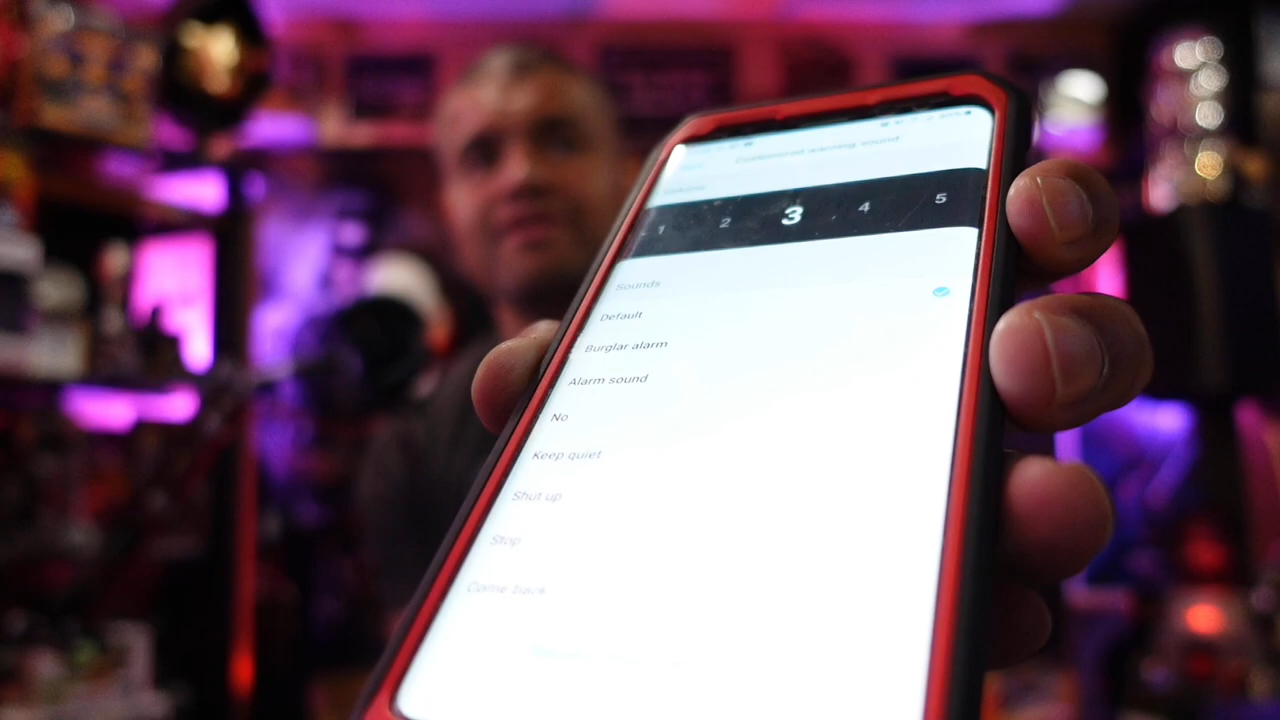 Customized warning sound
Volume
1 2 3 4 5
Sounds
Default
Burglar alarm
Alarm sound
No
Keep quiet
Shut up
Stop
Come back